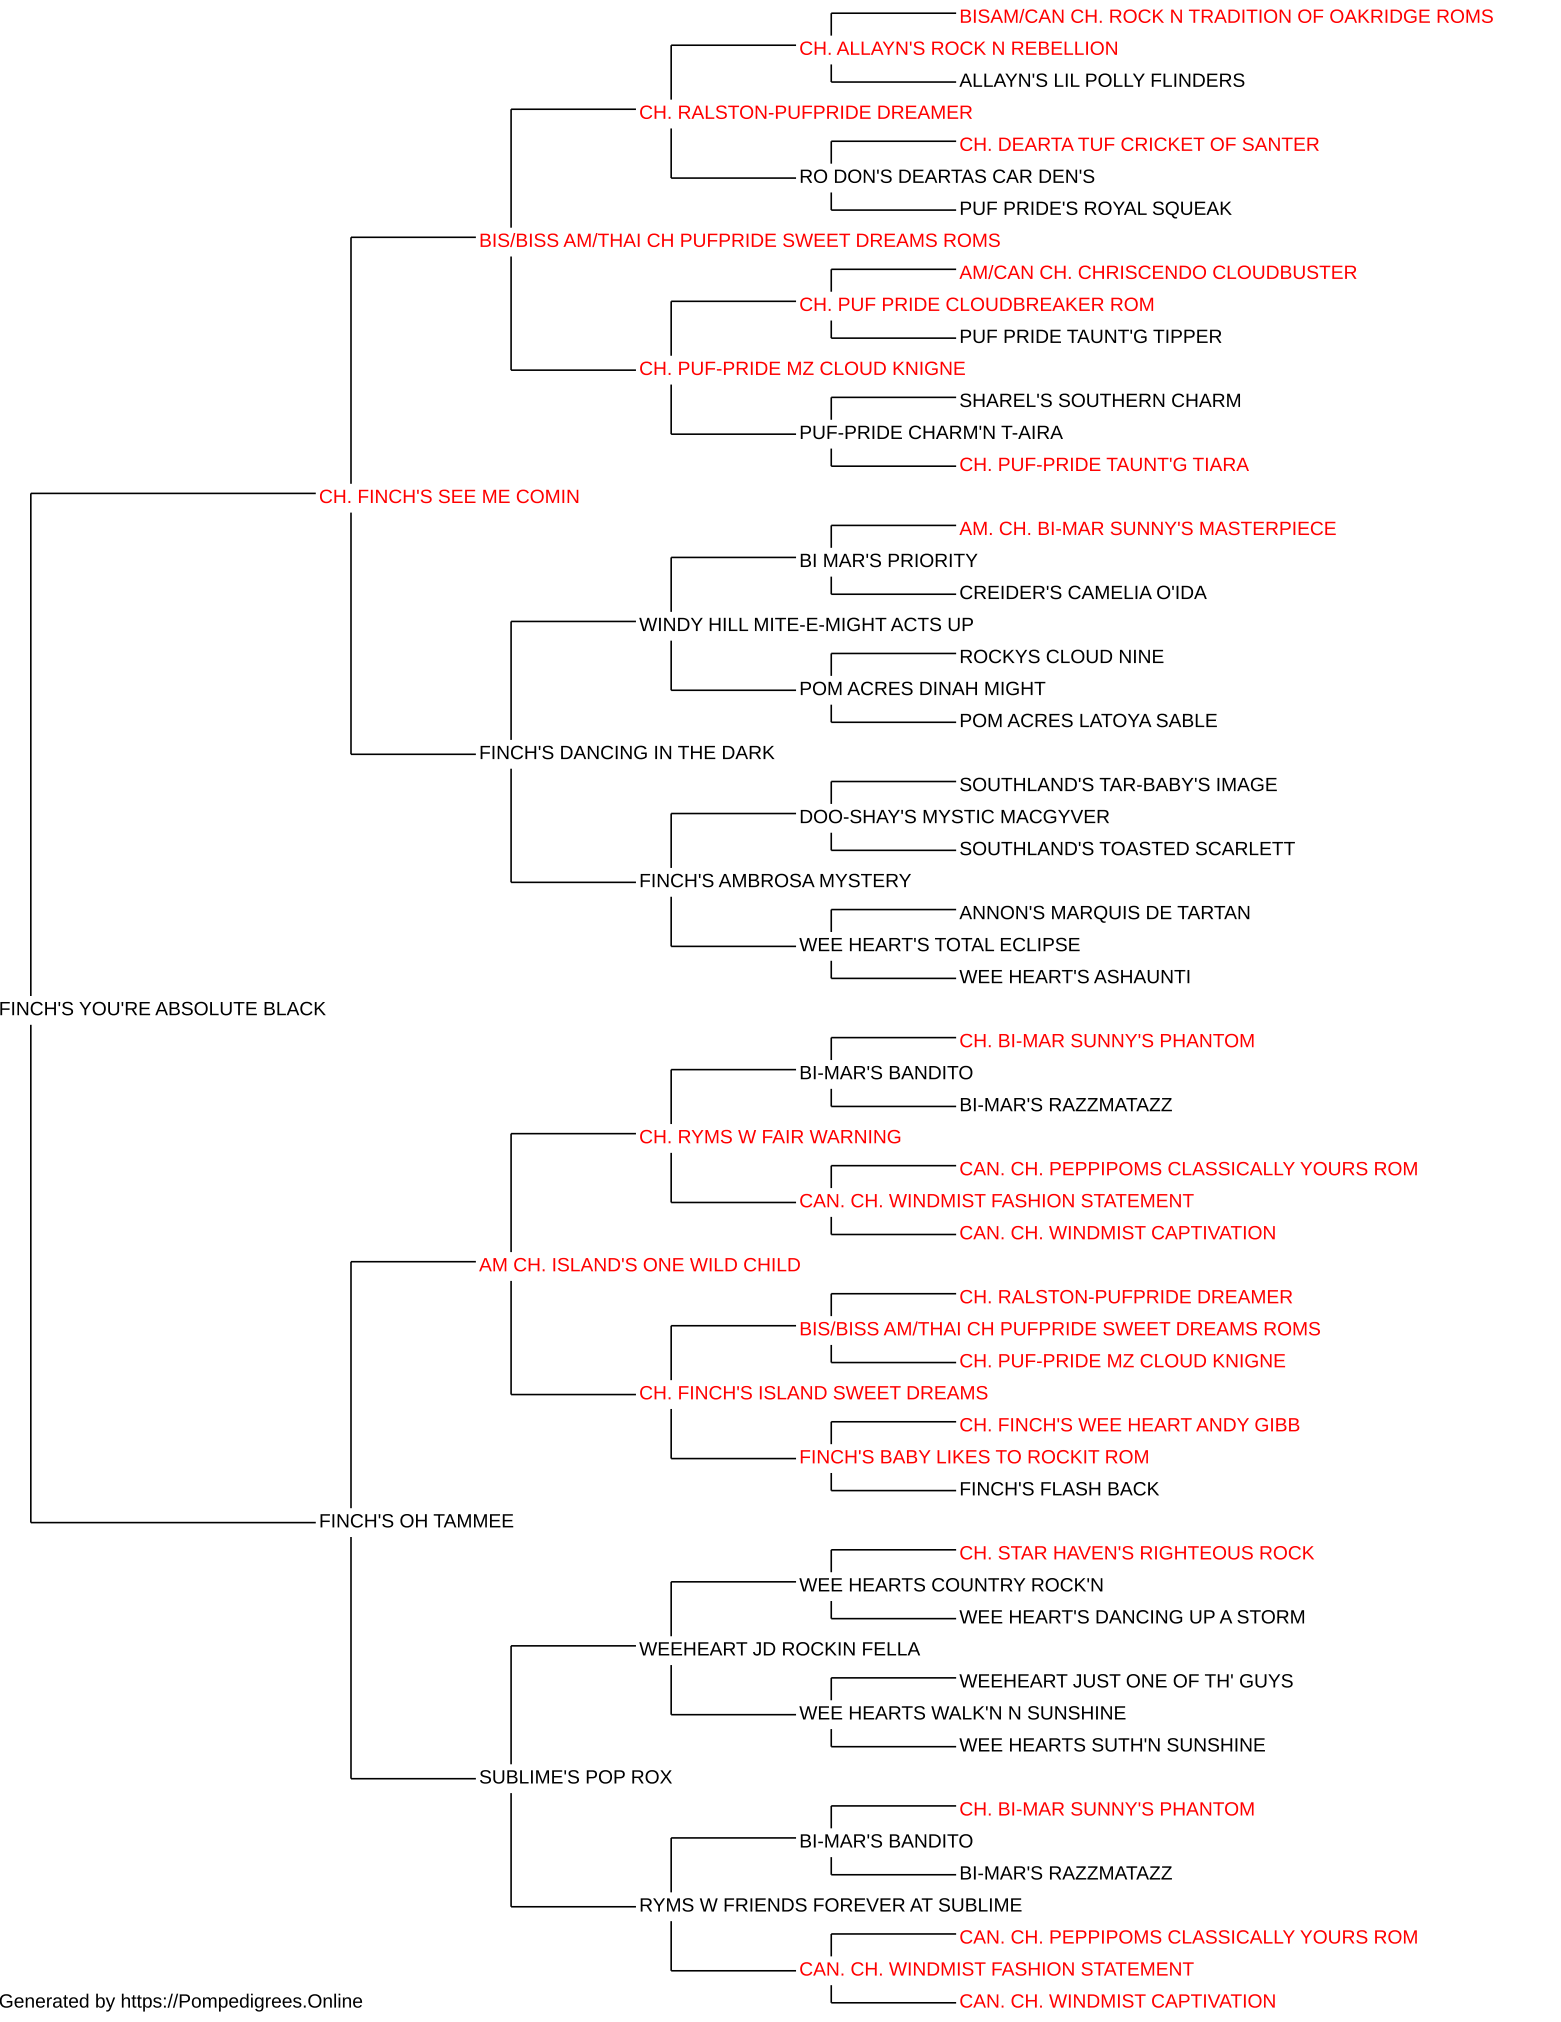 BISAM/CAN CH. ROCK N TRADITION OF OAKRIDGE ROMS
CH. ALLAYN'S ROCK N REBELLION
ALLAYN'S LIL POLLY FLINDERS
CH. RALSTON-PUFPRIDE DREAMER
CH. DEARTA TUF CRICKET OF SANTER
RO DON'S DEARTAS CAR DEN'S
PUF PRIDE'S ROYAL SQUEAK
BIS/BISS AM/THAI CH PUFPRIDE SWEET DREAMS ROMS
AM/CAN CH. CHRISCENDO CLOUDBUSTER
CH. PUF PRIDE CLOUDBREAKER ROM
PUF PRIDE TAUNT'G TIPPER
CH. PUF-PRIDE MZ CLOUD KNIGNE
SHAREL'S SOUTHERN CHARM
PUF-PRIDE CHARM'N T-AIRA
CH. PUF-PRIDE TAUNT'G TIARA
CH. FINCH'S SEE ME COMIN
AM. CH. BI-MAR SUNNY'S MASTERPIECE
BI MAR'S PRIORITY
CREIDER'S CAMELIA O'IDA
WINDY HILL MITE-E-MIGHT ACTS UP
ROCKYS CLOUD NINE
POM ACRES DINAH MIGHT
POM ACRES LATOYA SABLE
FINCH'S DANCING IN THE DARK
SOUTHLAND'S TAR-BABY'S IMAGE
DOO-SHAY'S MYSTIC MACGYVER
SOUTHLAND'S TOASTED SCARLETT
FINCH'S AMBROSA MYSTERY
ANNON'S MARQUIS DE TARTAN
WEE HEART'S TOTAL ECLIPSE
WEE HEART'S ASHAUNTI
FINCH'S YOU'RE ABSOLUTE BLACK
CH. BI-MAR SUNNY'S PHANTOM
BI-MAR'S BANDITO
BI-MAR'S RAZZMATAZZ
CH. RYMS W FAIR WARNING
CAN. CH. PEPPIPOMS CLASSICALLY YOURS ROM
CAN. CH. WINDMIST FASHION STATEMENT
CAN. CH. WINDMIST CAPTIVATION
AM CH. ISLAND'S ONE WILD CHILD
CH. RALSTON-PUFPRIDE DREAMER
BIS/BISS AM/THAI CH PUFPRIDE SWEET DREAMS ROMS
CH. PUF-PRIDE MZ CLOUD KNIGNE
CH. FINCH'S ISLAND SWEET DREAMS
CH. FINCH'S WEE HEART ANDY GIBB
FINCH'S BABY LIKES TO ROCKIT ROM
FINCH'S FLASH BACK
FINCH'S OH TAMMEE
CH. STAR HAVEN'S RIGHTEOUS ROCK
WEE HEARTS COUNTRY ROCK'N
WEE HEART'S DANCING UP A STORM
WEEHEART JD ROCKIN FELLA
WEEHEART JUST ONE OF TH' GUYS
WEE HEARTS WALK'N N SUNSHINE
WEE HEARTS SUTH'N SUNSHINE
SUBLIME'S POP ROX
CH. BI-MAR SUNNY'S PHANTOM
BI-MAR'S BANDITO
BI-MAR'S RAZZMATAZZ
RYMS W FRIENDS FOREVER AT SUBLIME
CAN. CH. PEPPIPOMS CLASSICALLY YOURS ROM
CAN. CH. WINDMIST FASHION STATEMENT
CAN. CH. WINDMIST CAPTIVATION
Generated by https://Pompedigrees.Online